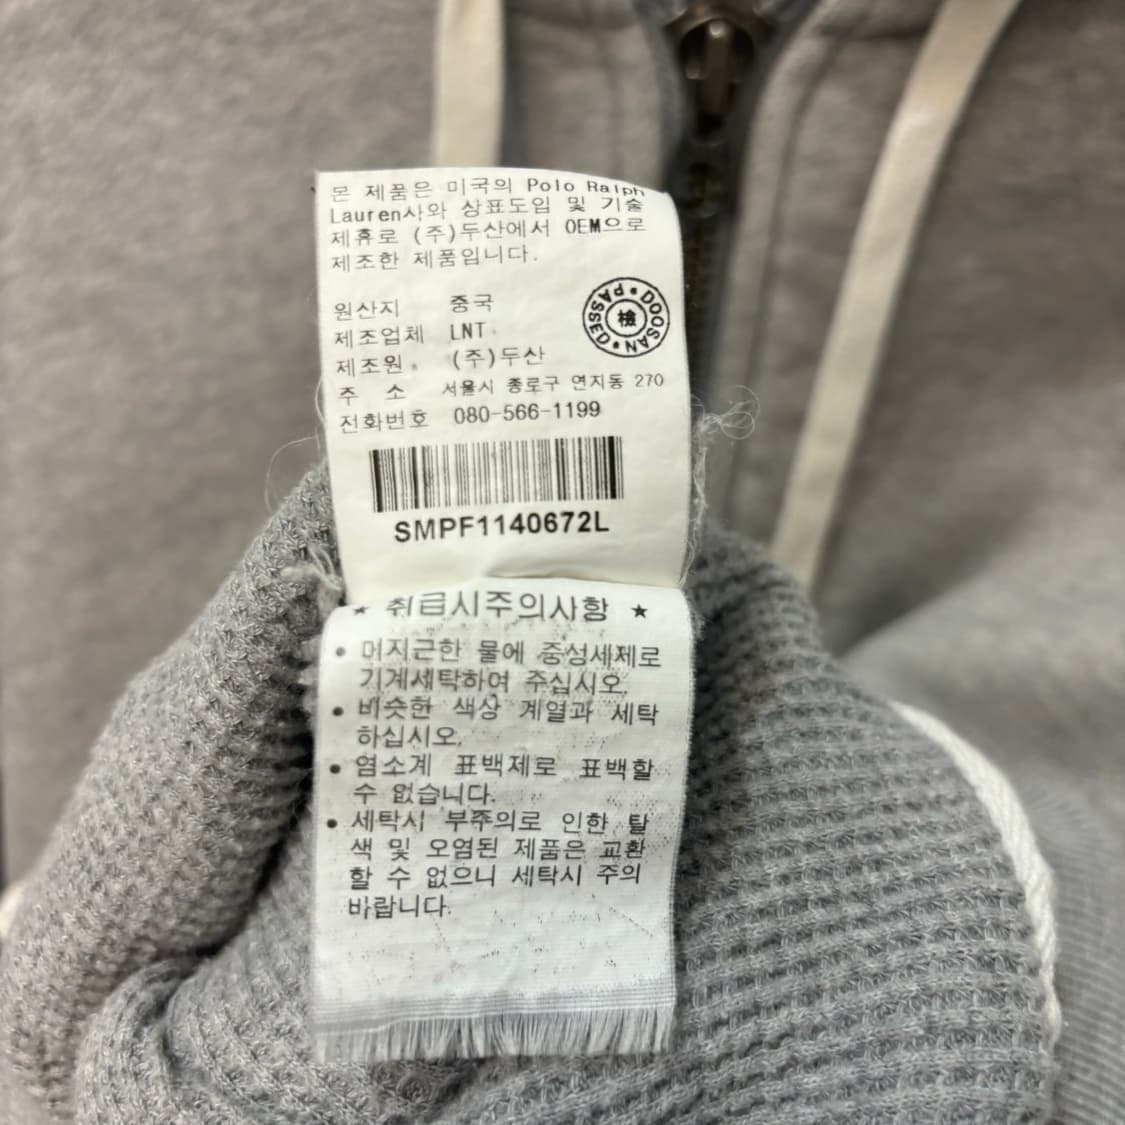 몬 제품은 미국의 Polo Ralph
Lauren사와 상표도입 및 기술
제휴로 (주)두산에서 OEM으로
제조한 제품입니다.
원산지 중국
제조업체 LNT
제조원 (주)두산
주 소 서울시 종로구 연지동 270
전화번호 080-566-1199
PASSED DOOSAN
檢
SMPF1140672L
★ 취급시주의사항 ★
• 미지근한 물에 중성세제로
기계세탁하여 주십시오.
• 비슷한 색상 계열과 세탁
하십시오.
• 염소계 표백제로 표백할
수 없습니다.
• 세탁시 부주의로 인한 탈
색 및 오염된 제품은 교환
할 수 없으니 세탁시 주의
바랍니다.